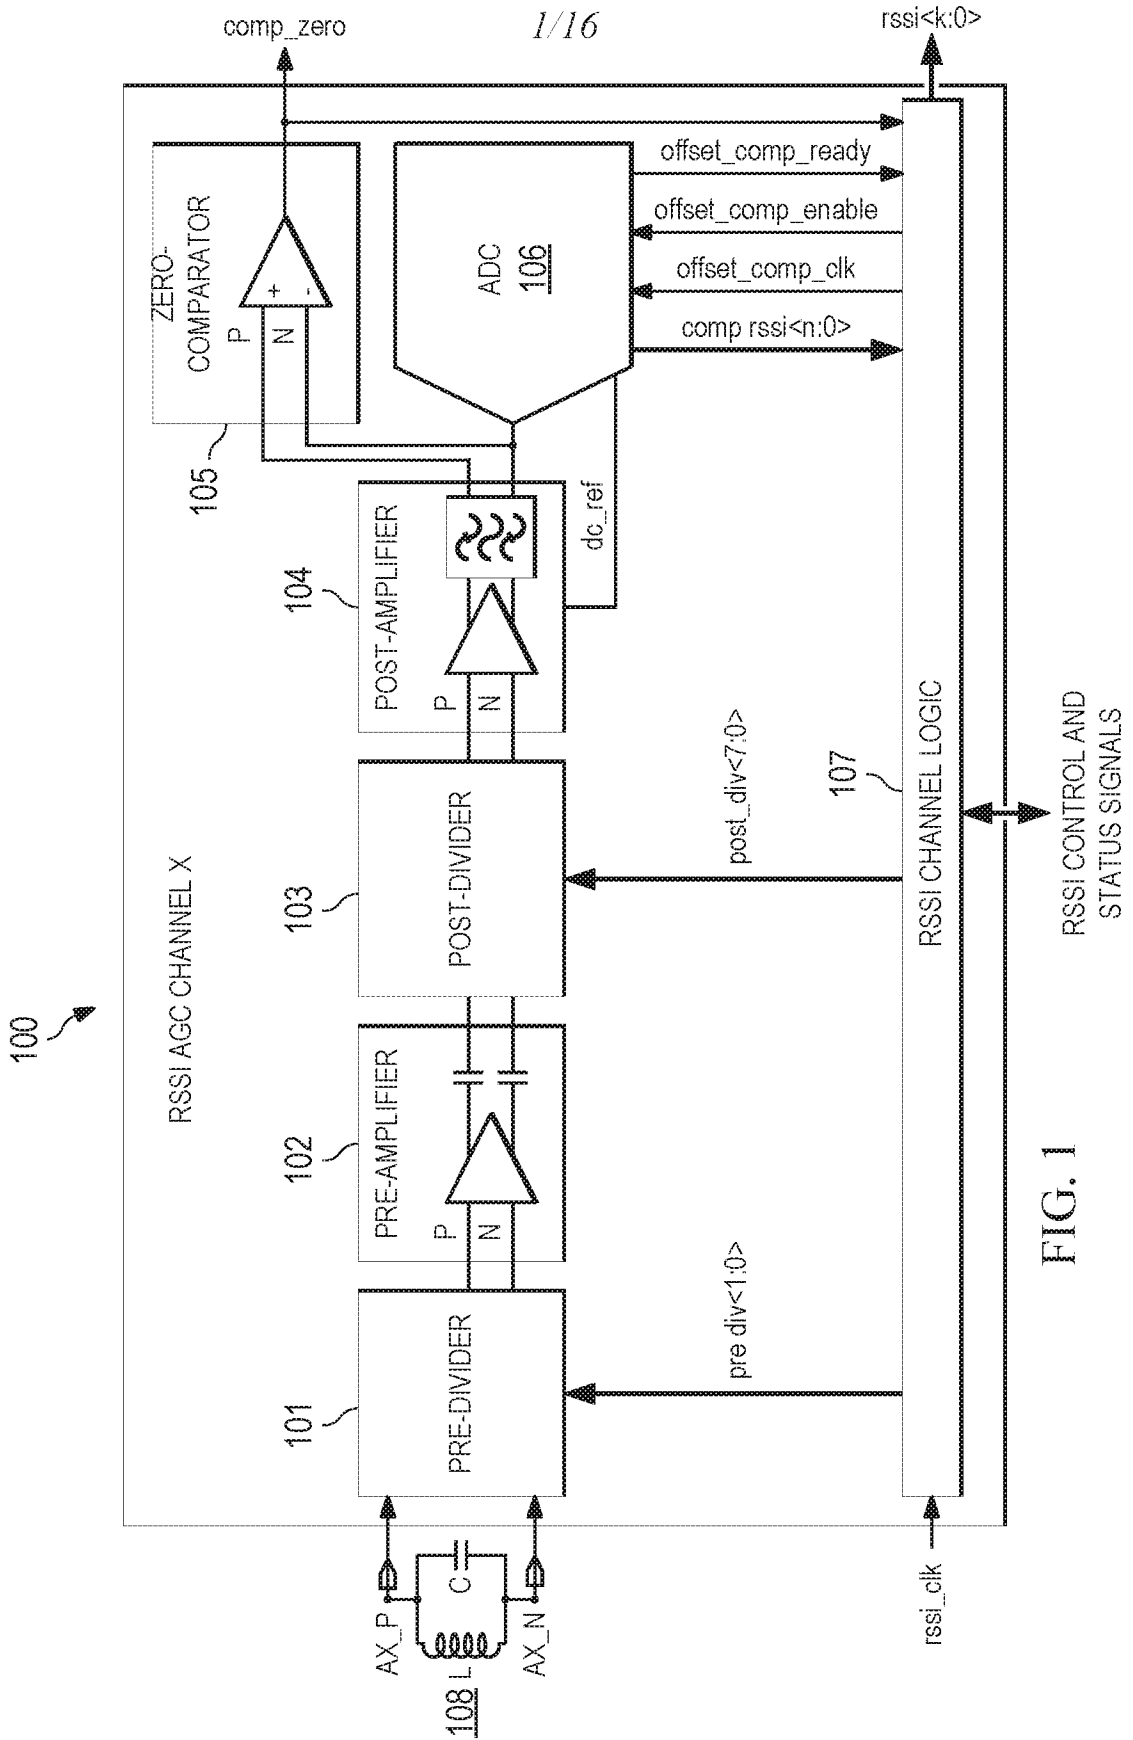 1/16
100
RSSI AGC CHANNEL X
comp_zero
ZERO-
COMPARATOR
P
N
+
-
105
101
PRE-DIVIDER
102
PRE-AMPLIFIER
P
N
103
POST-DIVIDER
104
POST-AMPLIFIER
P
N
ADC
106
dc_ref
AX_P
C
L
AX_N
108
offset_comp_ready
offset_comp_enable
offset_comp_clk
comp rssi<n:0>
pre div<1:0>
post_div<7:0>
107
RSSI CHANNEL LOGIC
rssi_clk
rssi<k:0>
RSSI CONTROL AND
STATUS SIGNALS
FIG. 1